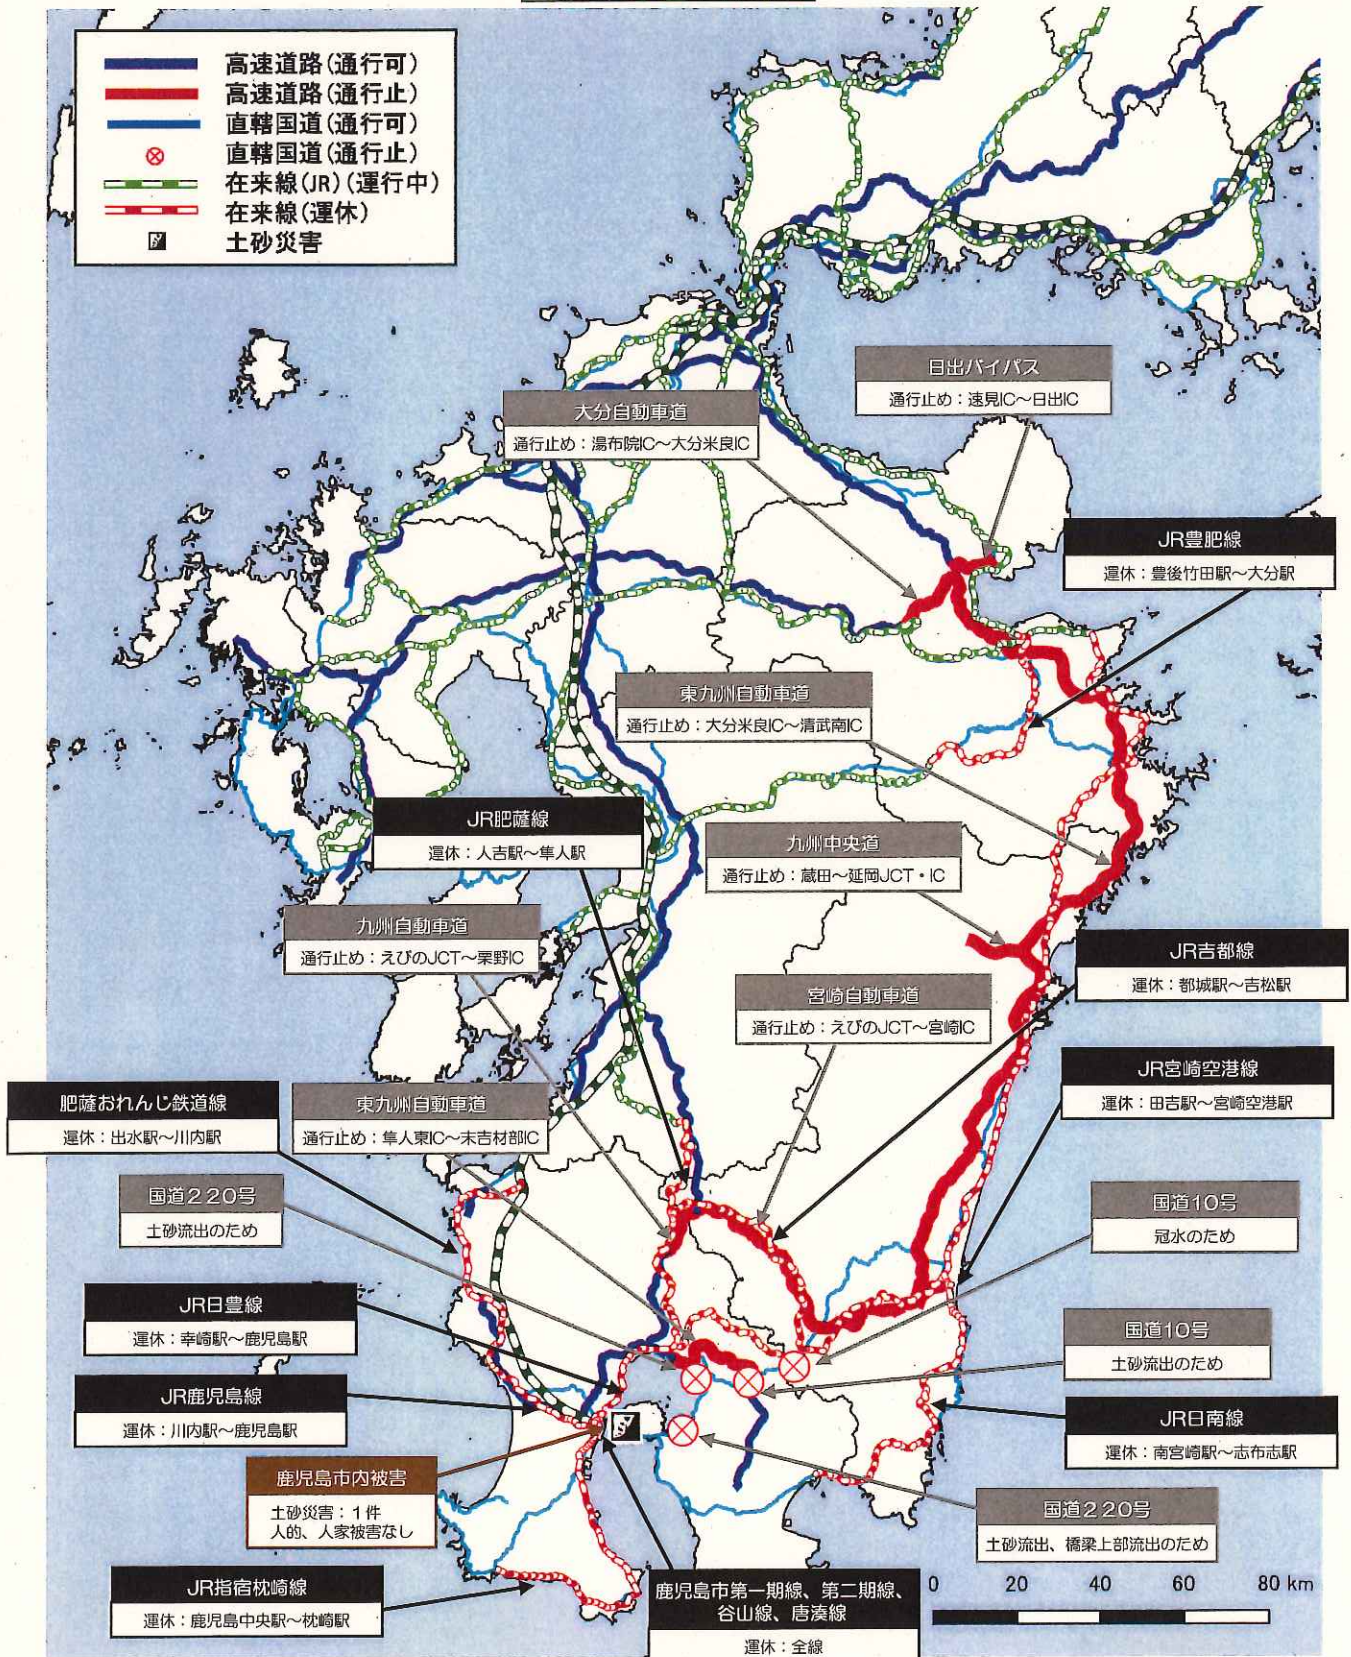 高速道路(通行可)
高速道路(通行止)
直轄国道(通行可)
直轄国道(通行止)
在来線(JR)(運行中)
在来線(運休)
土砂災害
日出バイパス
通行止め：速見IC～日出IC
大分自動車道
通行止め：湯布院IC～大分米良IC
JR豊肥線
運休：豊後竹田駅～大分駅
東九州自動車道
通行止め：大分米良IC～清武南IC
JR肥薩線
運休：人吉駅～隼人駅
九州中央道
通行止め：蔵田～延岡JCT・IC
九州自動車道
通行止め：えびのJCT～栗野IC
JR吉都線
運休：都城駅～吉松駅
宮崎自動車道
通行止め：えびのJCT～宮崎IC
JR宮崎空港線
運休：田吉駅～宮崎空港駅
肥薩おれんじ鉄道線
運休：出水駅～川内駅
東九州自動車道
通行止め：隼人東IC～末吉材部IC
国道220号
土砂流出のため
国道10号
冠水のため
JR日豊線
運休：幸崎駅～鹿児島駅
国道10号
土砂流出のため
JR鹿児島線
運休：川内駅～鹿児島駅
JR日南線
運休：南宮崎駅～志布志駅
鹿児島市内被害
土砂災害：1件
人的、人家被害なし
国道220号
土砂流出、橋梁上部流出のため
JR指宿枕崎線
運休：鹿児島中央駅～枕崎駅
鹿児島市第一期線、第二期線、
谷山線、唐湊線
運休：全線
0 20 40 60 80 km